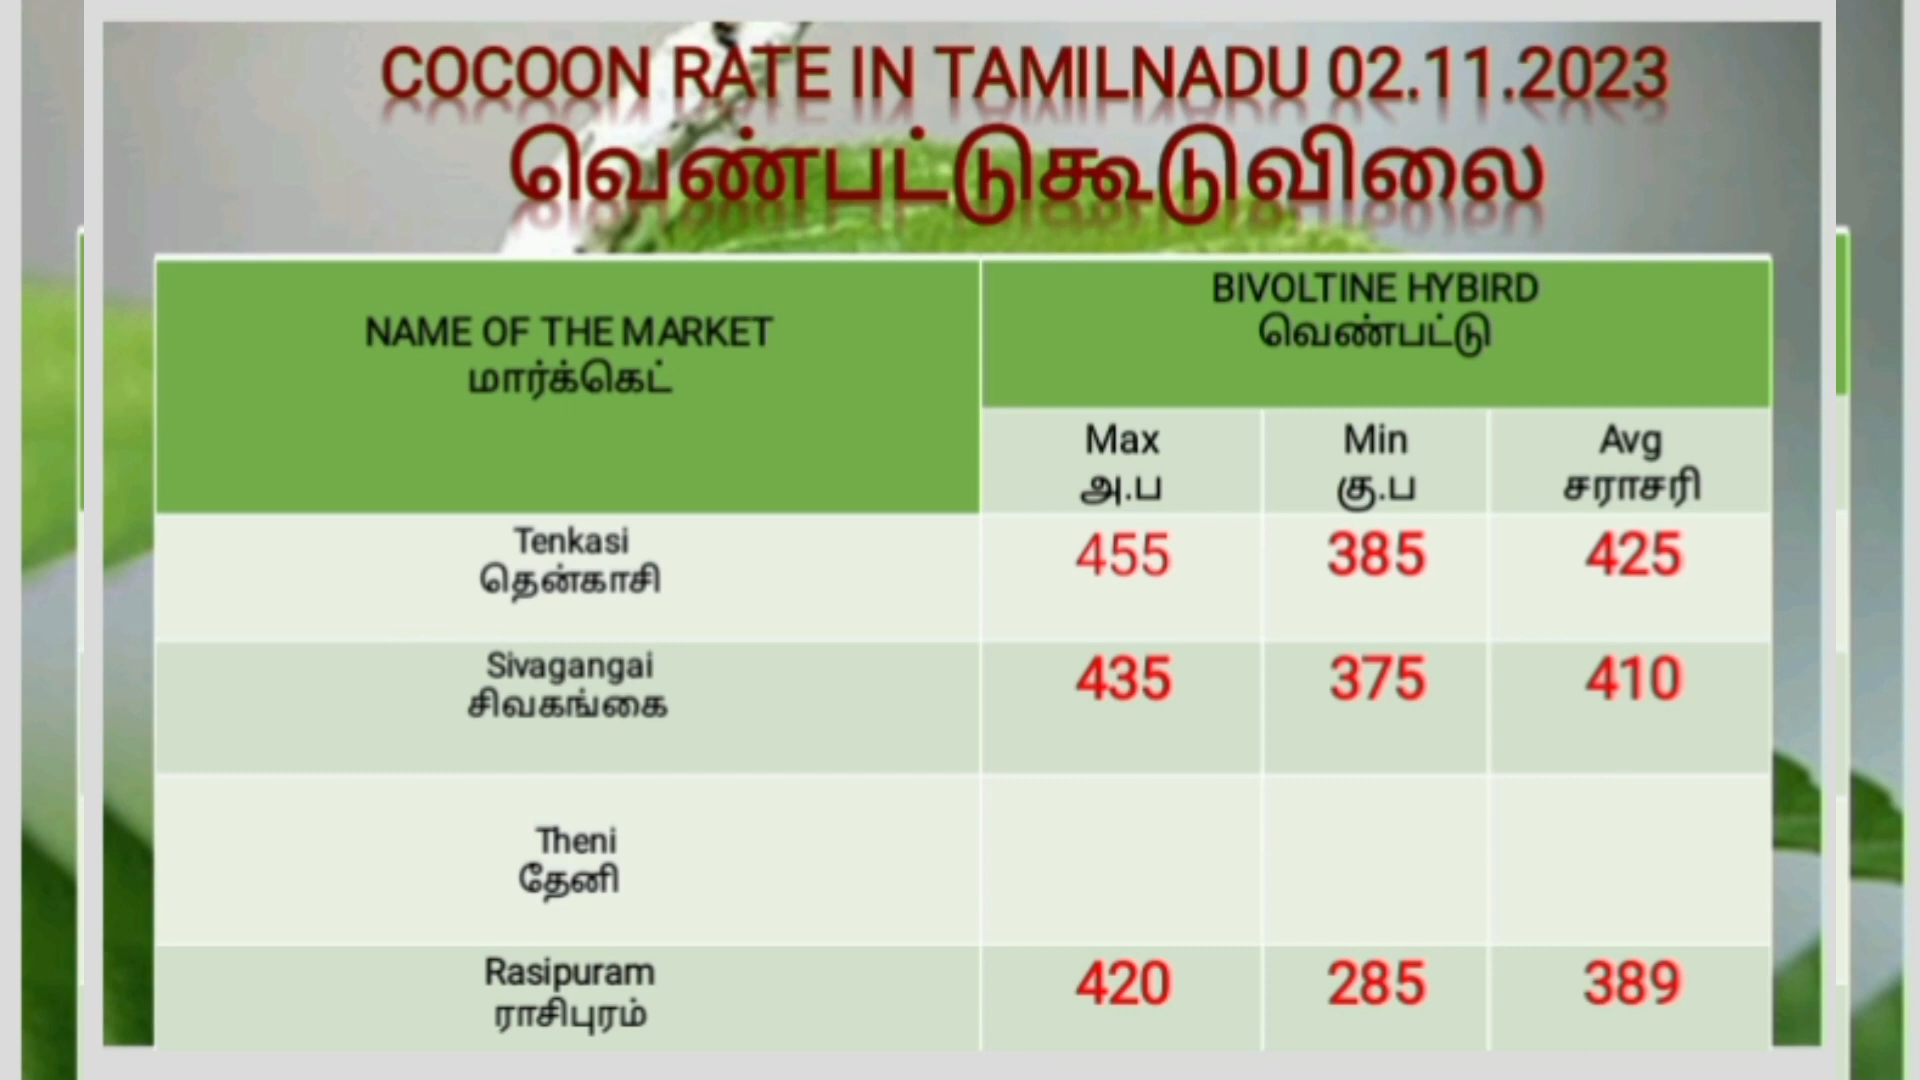 COCOON RATE IN TAMILNADU 02.11.2023
வெண்பட்டுகூடுவிலை
NAME OF THE MARKET
மார்க்கெட்
BIVOLTINE HYBIRD
வெண்பட்டு
Max Min Avg
அ.ப கு.ப சராசரி
Tenkasi 455 385 425
தென்காசி
Sivagangai 435 375 410
சிவகங்கை
Theni
தேனி
Rasipuram 420 285 389
ராசிபுரம்